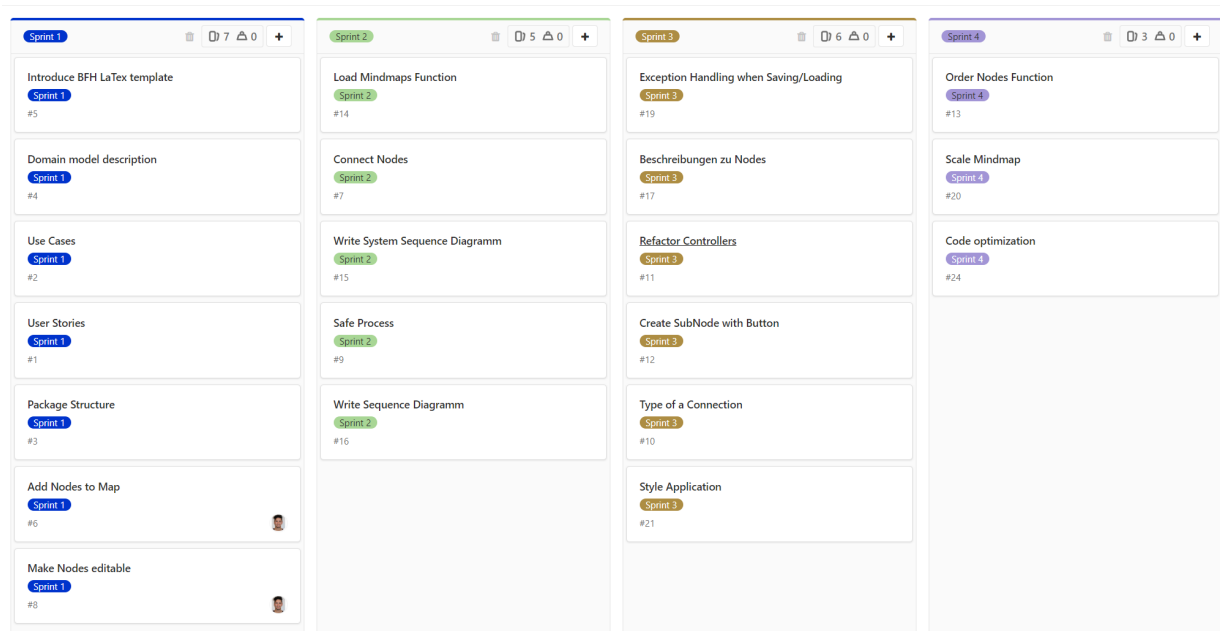 Sprint 1
7 0 +
Introduce BFH LaTex template
Sprint 1
#5
Domain model description
Sprint 1
#4
Use Cases
Sprint 1
#2
User Stories
Sprint 1
#1
Package Structure
Sprint 1
#3
Add Nodes to Map
Sprint 1
#6
Make Nodes editable
Sprint 1
#8
Sprint 2
5 0 +
Load Mindmaps Function
Sprint 2
#14
Connect Nodes
Sprint 2
#7
Write System Sequence Diagramm
Sprint 2
#15
Safe Process
Sprint 2
#9
Write Sequence Diagramm
Sprint 2
#16
Sprint 3
6 0 +
Exception Handling when Saving/Loading
Sprint 3
#19
Beschreibungen zu Nodes
Sprint 3
#17
Refactor Controllers
Sprint 3
#11
Create SubNode with Button
Sprint 3
#12
Type of a Connection
Sprint 3
#10
Style Application
Sprint 3
#21
Sprint 4
3 0 +
Order Nodes Function
Sprint 4
#13
Scale Mindmap
Sprint 4
#20
Code optimization
Sprint 4
#24